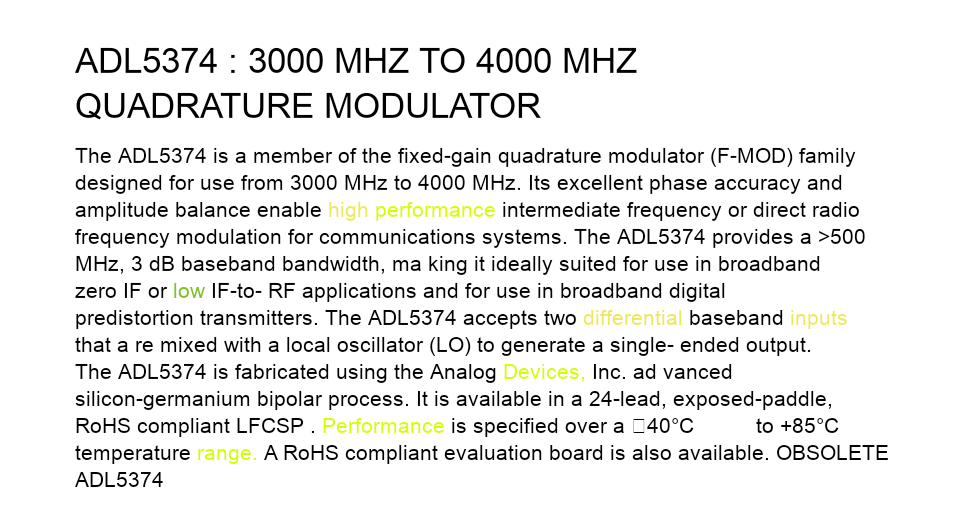 ADL5374 : 3000 MHZ TO 4000 MHZ
QUADRATURE MODULATOR
The ADL5374 is a member of the fixed-gain quadrature modulator (F-MOD) family
designed for use from 3000 MHz to 4000 MHz. Its excellent phase accuracy and
amplitude balance enable high performance intermediate frequency or direct radio
frequency modulation for communications systems. The ADL5374 provides a >500
MHz, 3 dB baseband bandwidth, ma king it ideally suited for use in broadband
zero IF or low IF-to- RF applications and for use in broadband digital
predistortion transmitters. The ADL5374 accepts two differential baseband inputs
that a re mixed with a local oscillator (LO) to generate a single- ended output.
The ADL5374 is fabricated using the Analog Devices, Inc. ad vanced
silicon-germanium bipolar process. It is available in a 24-lead, exposed-paddle,
RoHS compliant LFCSP . Performance is specified over a 40°C to +85°C
temperature range. A RoHS compliant evaluation board is also available. OBSOLETE
ADL5374